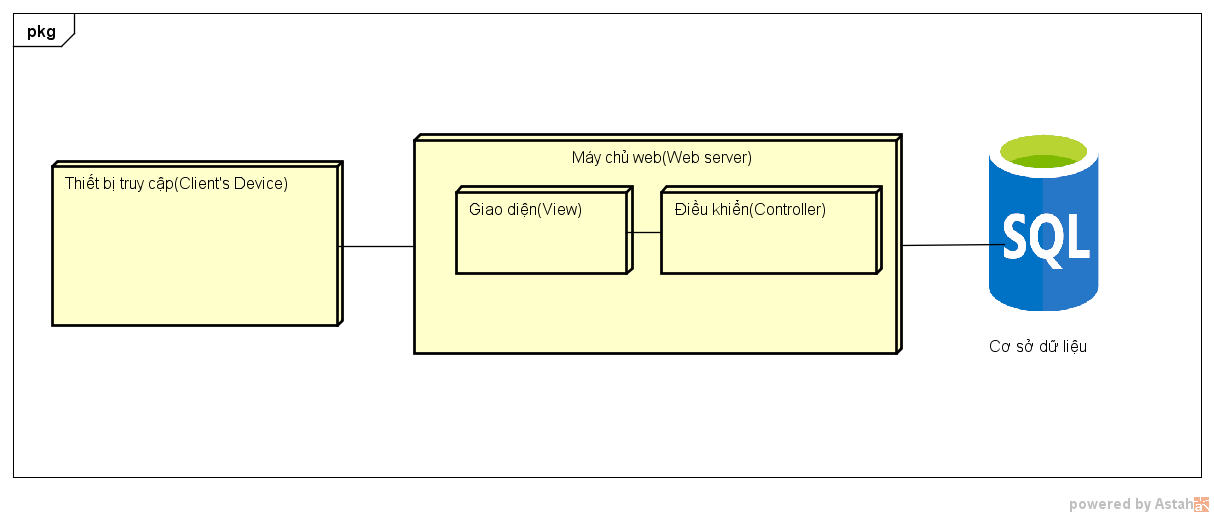 pkg
Thiết bị truy cập(Client's Device)
Máy chủ web(Web server)
Giao diện(View)
Điều khiển(Controller)
SQL
Cơ sở dữ liệu
powered by Astah